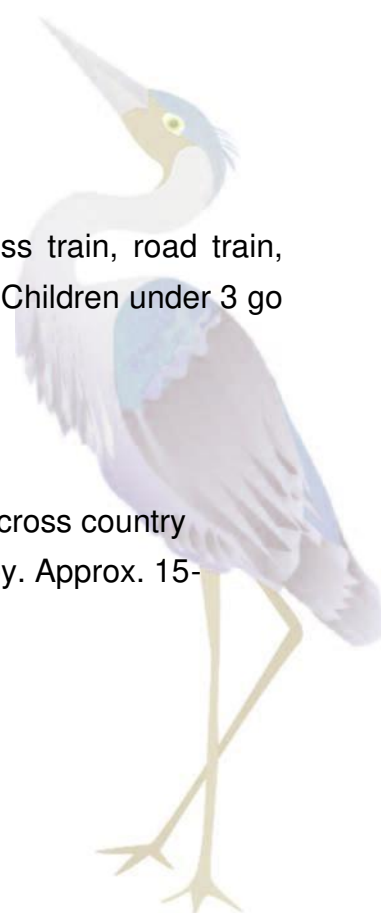 ss train, road train,
Children under 3 go
cross country
y. Approx. 15-